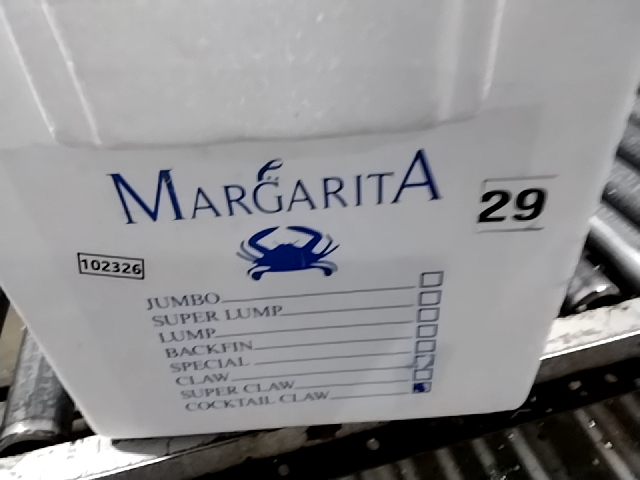 MARGARITA
29
102326
JUMBO
SUPER LUMP
LUMP
BACKFIN
SPECIAL
CLAW
SUPER CLAW
COCKTAIL CLAW